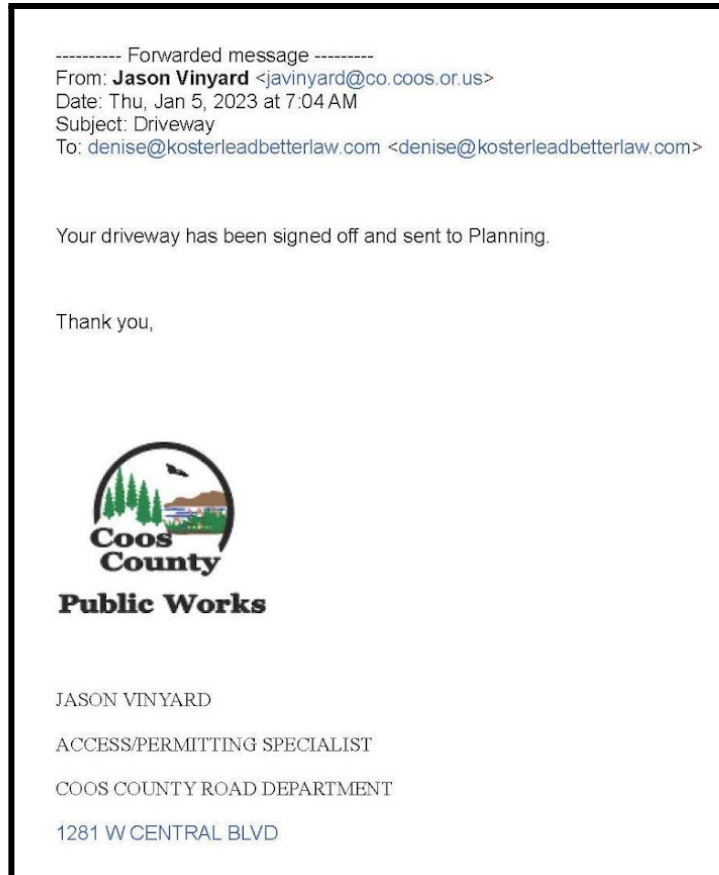 ---------- Forwarded message ---------
From: Jason Vinyard <javinyard@co.coos.or.us>
Date: Thu, Jan 5, 2023 at 7:04 AM
Subject: Driveway
To: denise@kosterleadbetterlaw.com <denise@kosterleadbetterlaw.com>
Your driveway has been signed off and sent to Planning.
Thank you,
Coos
County
Public Works
JASON VINYARD
ACCESS/PERMITTING SPECIALIST
COOS COUNTY ROAD DEPARTMENT
1281 W CENTRAL BLVD